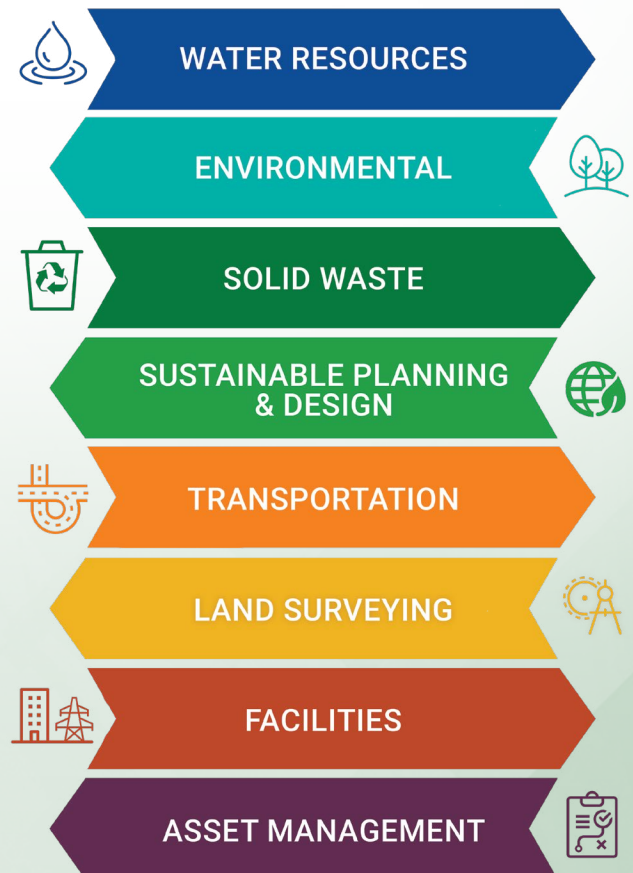 WATER RESOURCES
ENVIRONMENTAL
SOLID WASTE
SUSTAINABLE PLANNING
& DESIGN
TRANSPORTATION
LAND SURVEYING
FACILITIES
ASSET MANAGEMENT